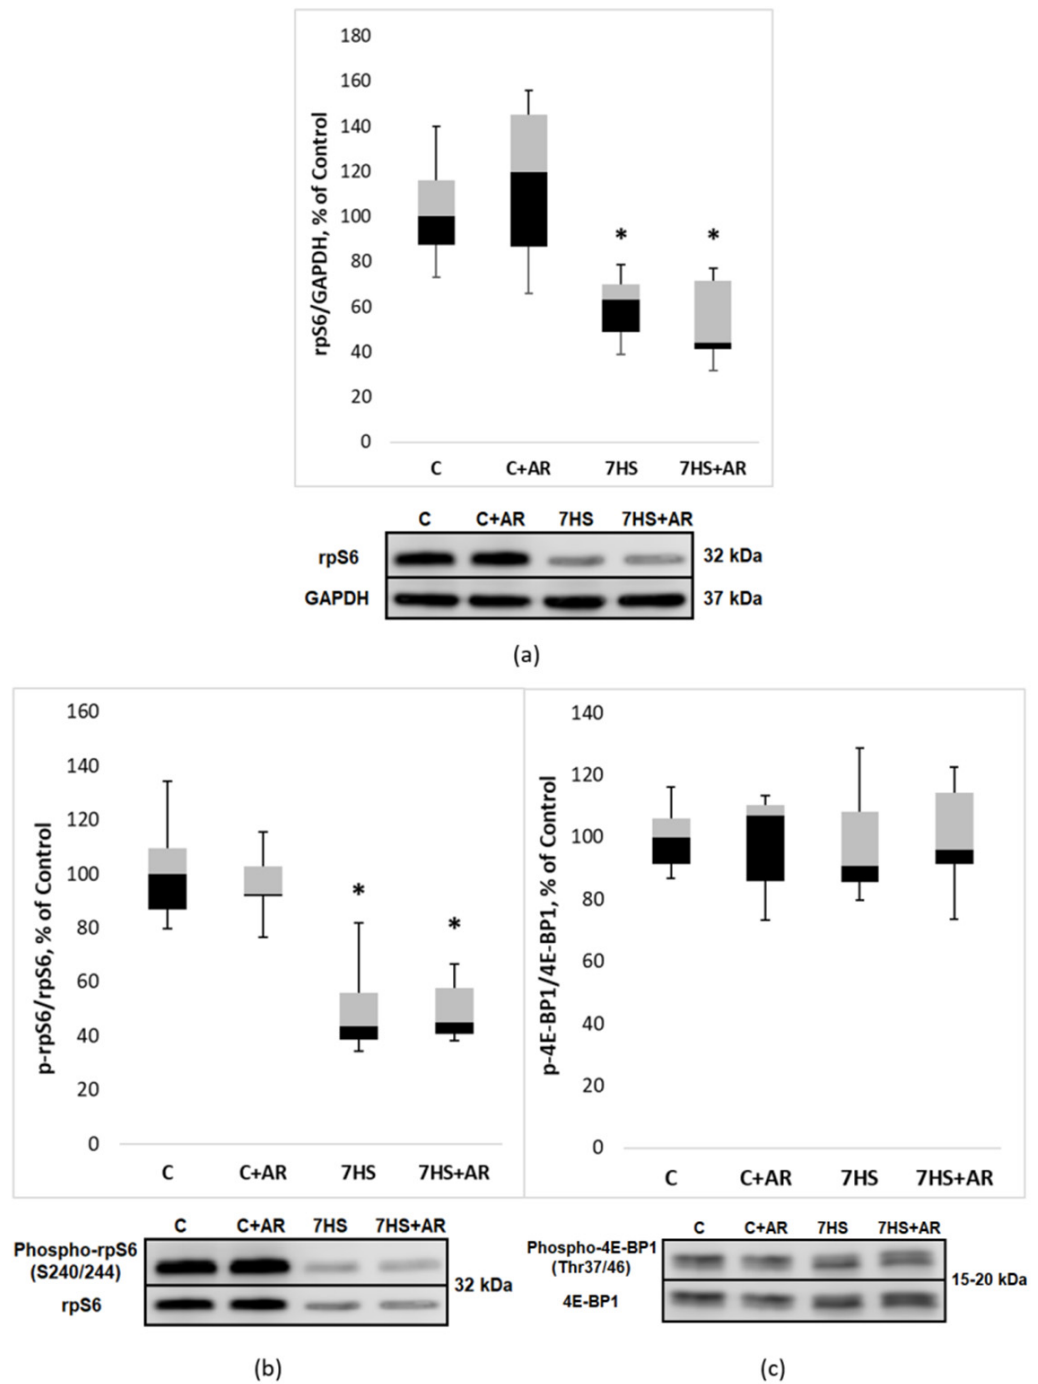 180
160
140
120
100
80
60
40
20
0
rpS6/GAPDH, % of Control
* *
C C+AR 7HS 7HS+AR
C C+AR 7HS 7HS+AR
rpS6 32 kDa
GAPDH 37 kDa
(a)
160
140
120
100
80
60
40
20
0
p-rpS6/rpS6, % of Control
* *
C C+AR 7HS 7HS+AR
C C+AR 7HS 7HS+AR
Phospho-rpS6
(S240/244)
32 kDa
rpS6
(b)
140
120
100
80
60
40
20
0
p-4E-BP1/4E-BP1, % of Control
C C+AR 7HS 7HS+AR
C C+AR 7HS 7HS+AR
Phospho-4E-BP1
(Thr37/46)
15-20 kDa
4E-BP1
(c)